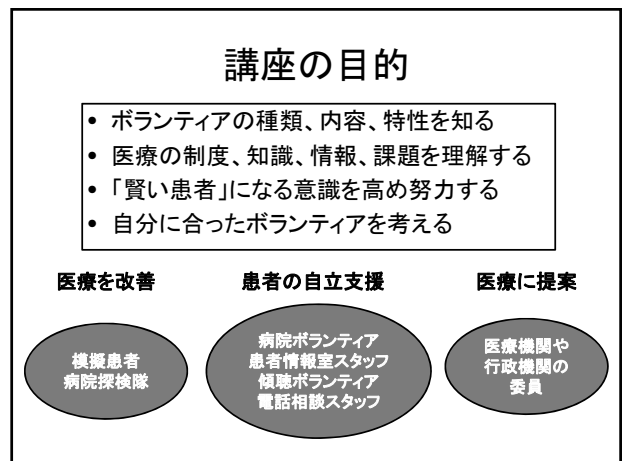 講座の目的
• ボランティアの種類、内容、特性を知る
• 医療の制度、知識、情報、課題を理解する
• 「賢い患者」になる意識を高め努力する
• 自分に合ったボランティアを考える
医療を改善
模擬患者
病院探検隊
患者の自立支援
病院ボランティア
患者情報室スタッフ
傾聴ボランティア
電話相談スタッフ
医療に提案
医療機関や
行政機関の
委員